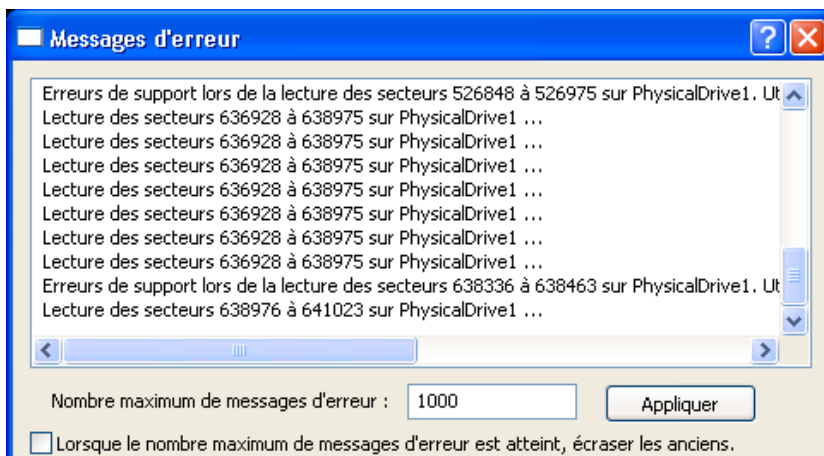 Messages d'erreur
Erreurs de support lors de la lecture des secteurs 526848 à 526975 sur PhysicalDrive1. Ut
Lecture des secteurs 636928 à 638975 sur PhysicalDrive1 ...
Lecture des secteurs 636928 à 638975 sur PhysicalDrive1 ...
Lecture des secteurs 636928 à 638975 sur PhysicalDrive1 ...
Lecture des secteurs 636928 à 638975 sur PhysicalDrive1 ...
Lecture des secteurs 636928 à 638975 sur PhysicalDrive1 ...
Lecture des secteurs 636928 à 638975 sur PhysicalDrive1 ...
Lecture des secteurs 636928 à 638975 sur PhysicalDrive1 ...
Erreurs de support lors de la lecture des secteurs 638336 à 638463 sur PhysicalDrive1. Ut
Lecture des secteurs 638976 à 641023 sur PhysicalDrive1 ...
Nombre maximum de messages d'erreur : 1000 Appliquer
Lorsque le nombre maximum de messages d'erreur est atteint, écraser les anciens.